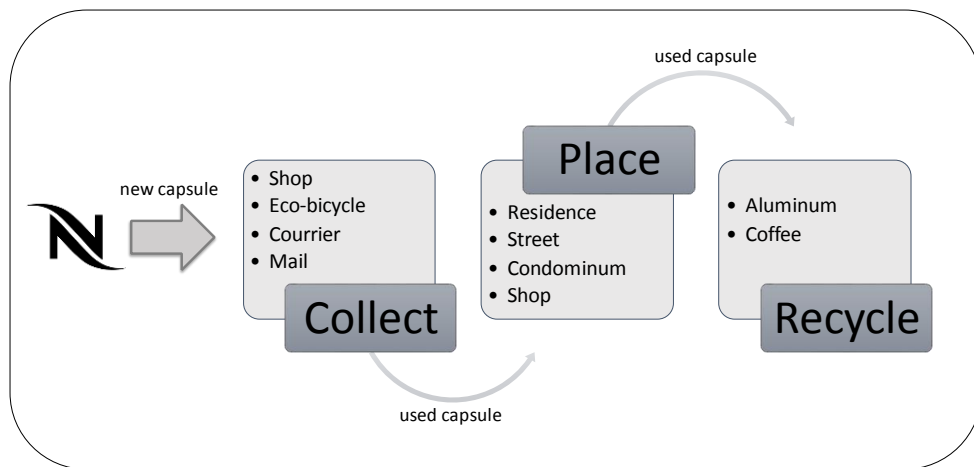 new capsule
• Shop
• Eco-bicycle
• Courrier
• Mail
Collect
used capsule
Place
• Residence
• Street
• Condominum
• Shop
used capsule
• Aluminum
• Coffee
Recycle